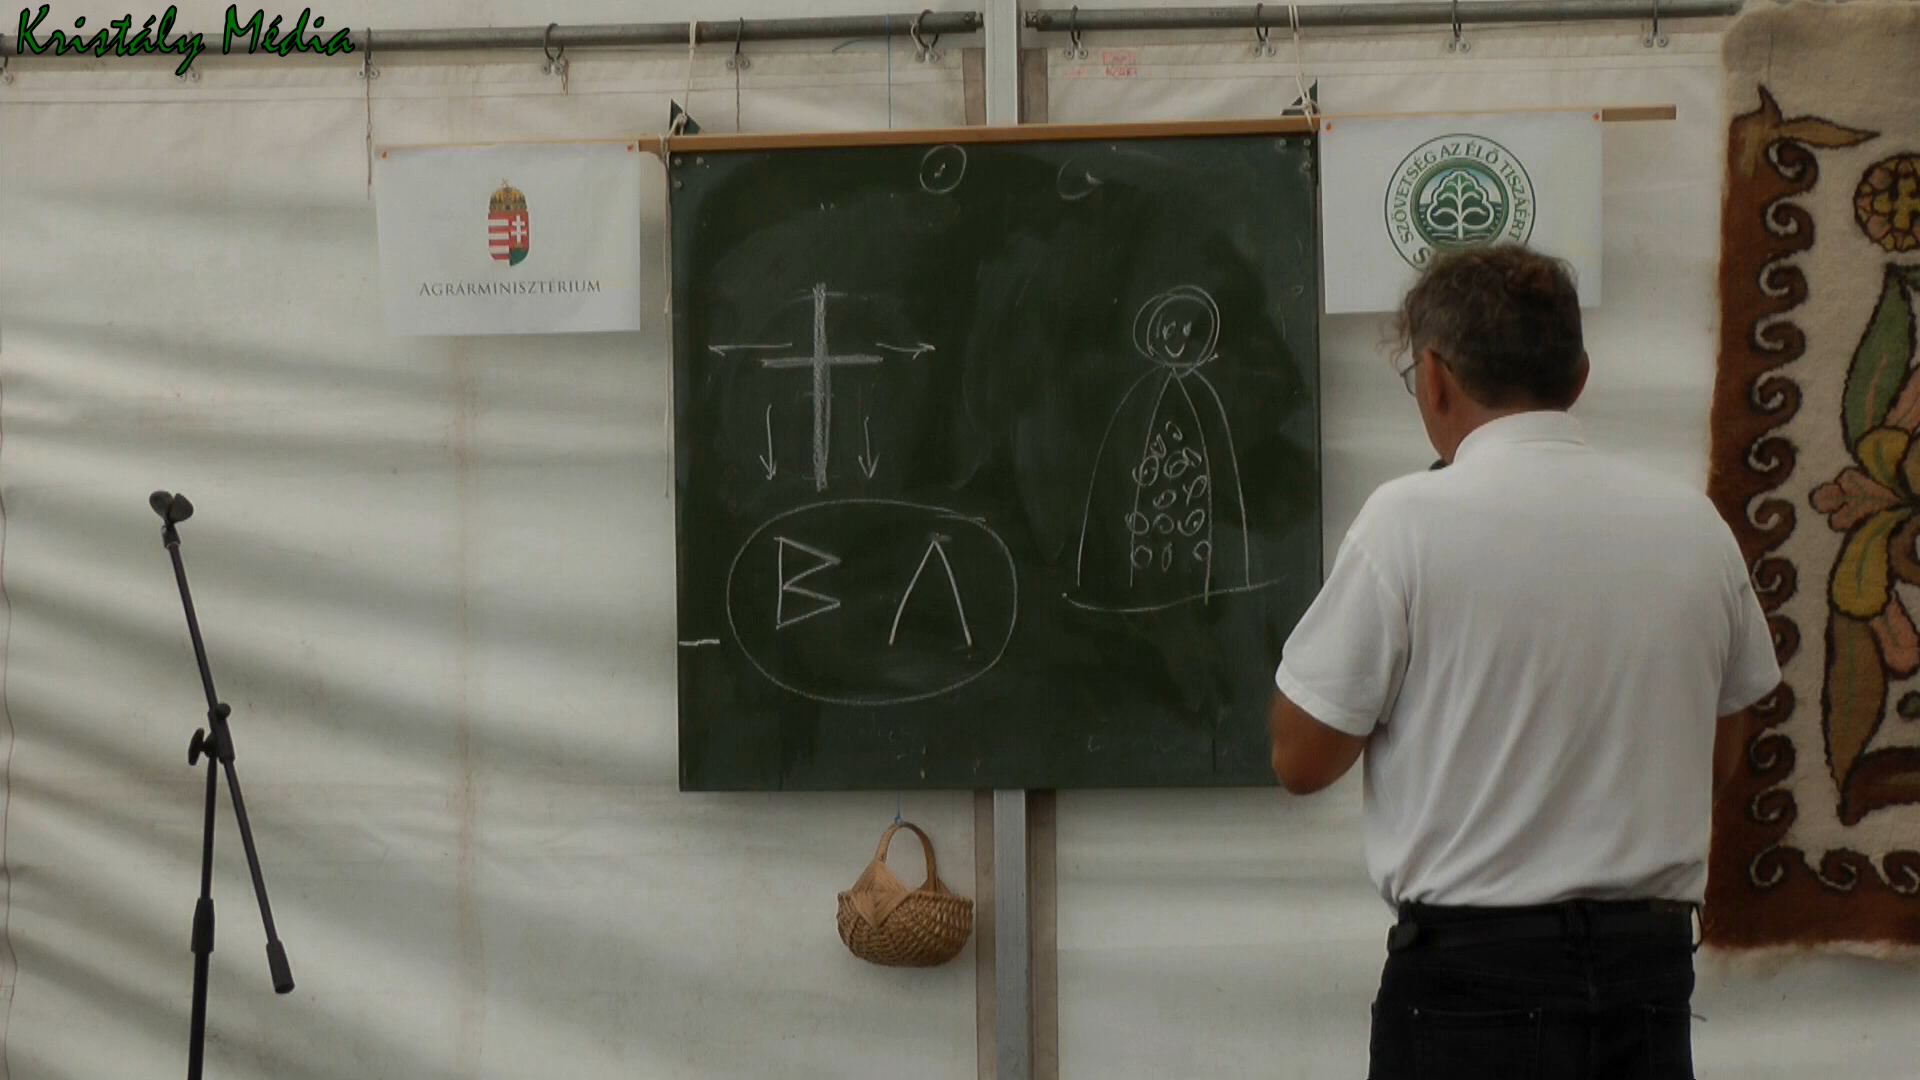 Kristály Média
AGRÁRMINISZTÉRIUM
SZÖVETSÉG AZ ÉLŐ TISZÁÉRT
B Λ